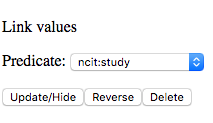 Link values
Predicate: ncit:study
Update/Hide Reverse Delete